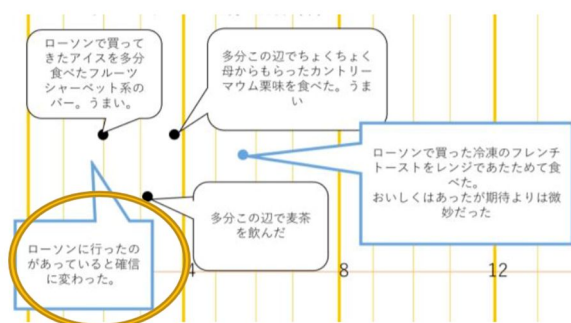 ローソンで買って
きたアイスを多分
食べたフルーツ
シャーベット系の
バー。うまい。
多分この辺でちょくちょく
母からもらったカントリー
マウム栗味を食べた。うま
い
ローソンで買った冷凍のフレンチ
トーストをレンジであたためて食
べた。
おいしくはあったが期待よりは微
妙だった
多分この辺で麦茶
を飲んだ
ローソンに行ったの
があっていると確信
に変わった。
4
8
12